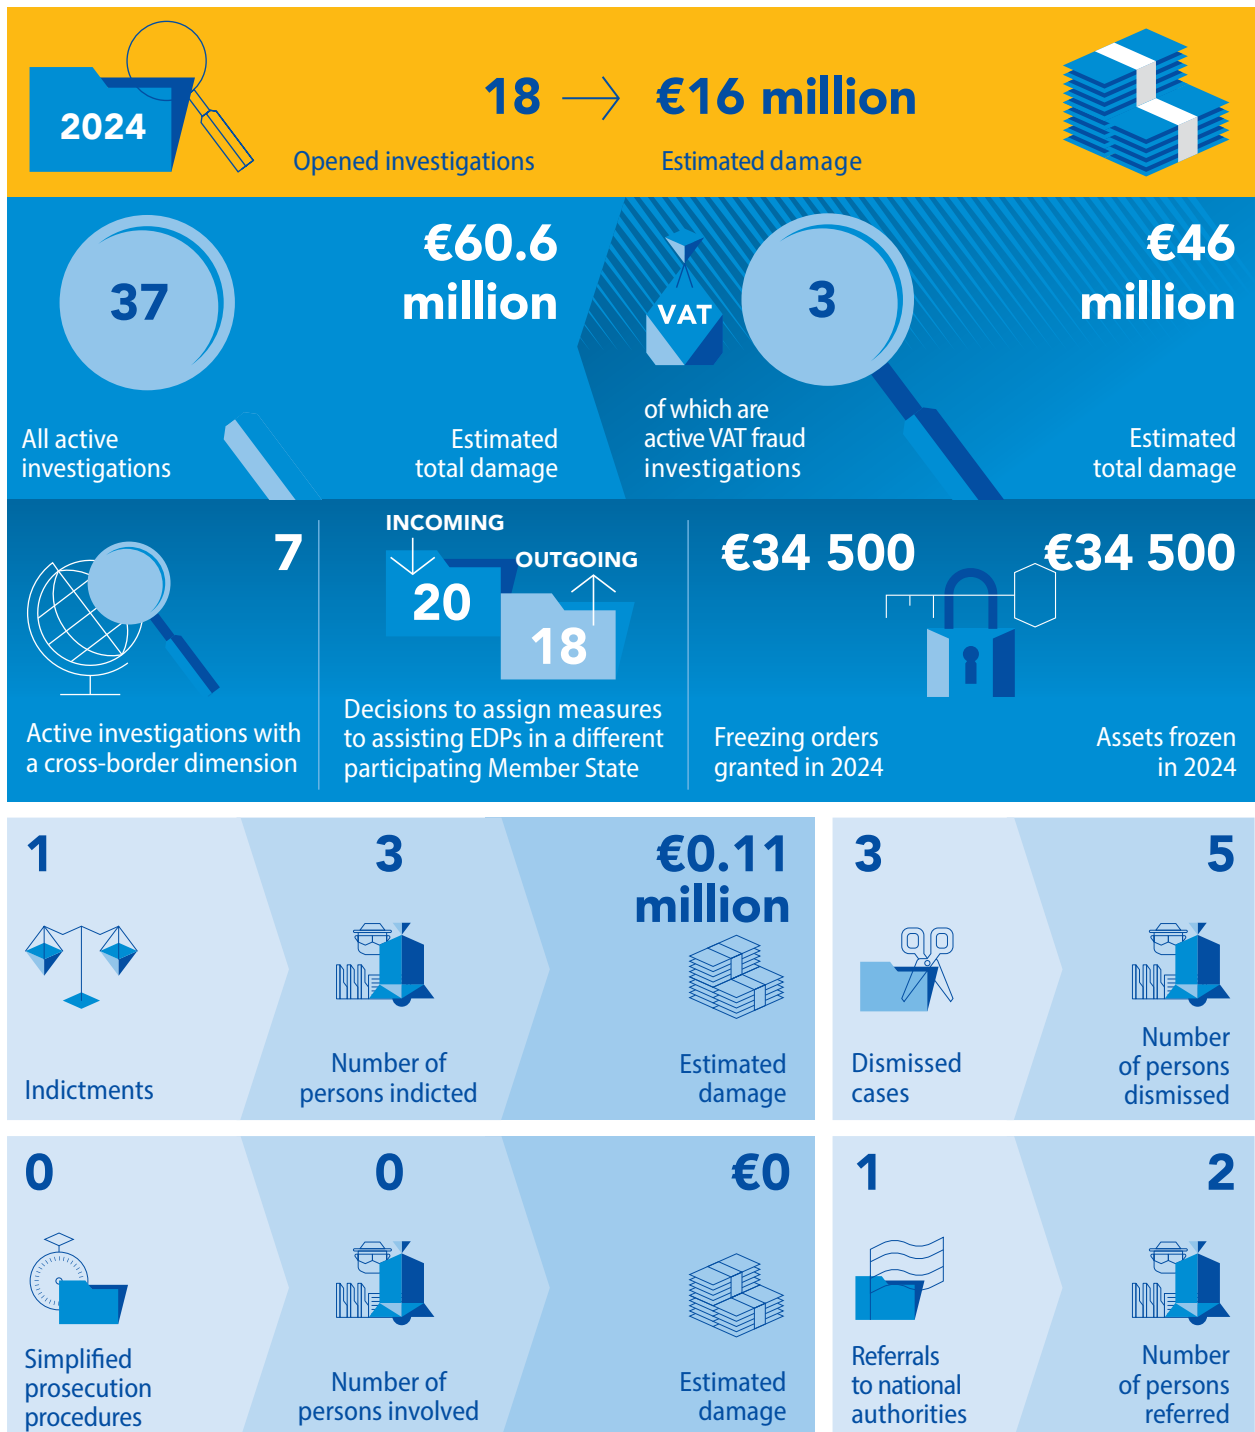 2024
18 → €16 million
Opened investigations
Estimated damage
37
€60.6
million
All active
investigations
Estimated
total damage
VAT
3
€46
million
of which are
active VAT fraud
investigations
Estimated
total damage
7
Active investigations with
a cross-border dimension
INCOMING
20
OUTGOING
18
Decisions to assign measures
to assisting EDPs in a different
participating Member State
€34 500
Freezing orders
granted in 2024
€34 500
Assets frozen
in 2024
1
Indictments
3
Number of
persons indicted
€0.11
million
Estimated
damage
3
Dismissed
cases
5
Number
of persons
dismissed
0
Simplified
prosecution
procedures
0
Number of
persons involved
€0
Estimated
damage
1
Referrals
to national
authorities
2
Number
of persons
referred